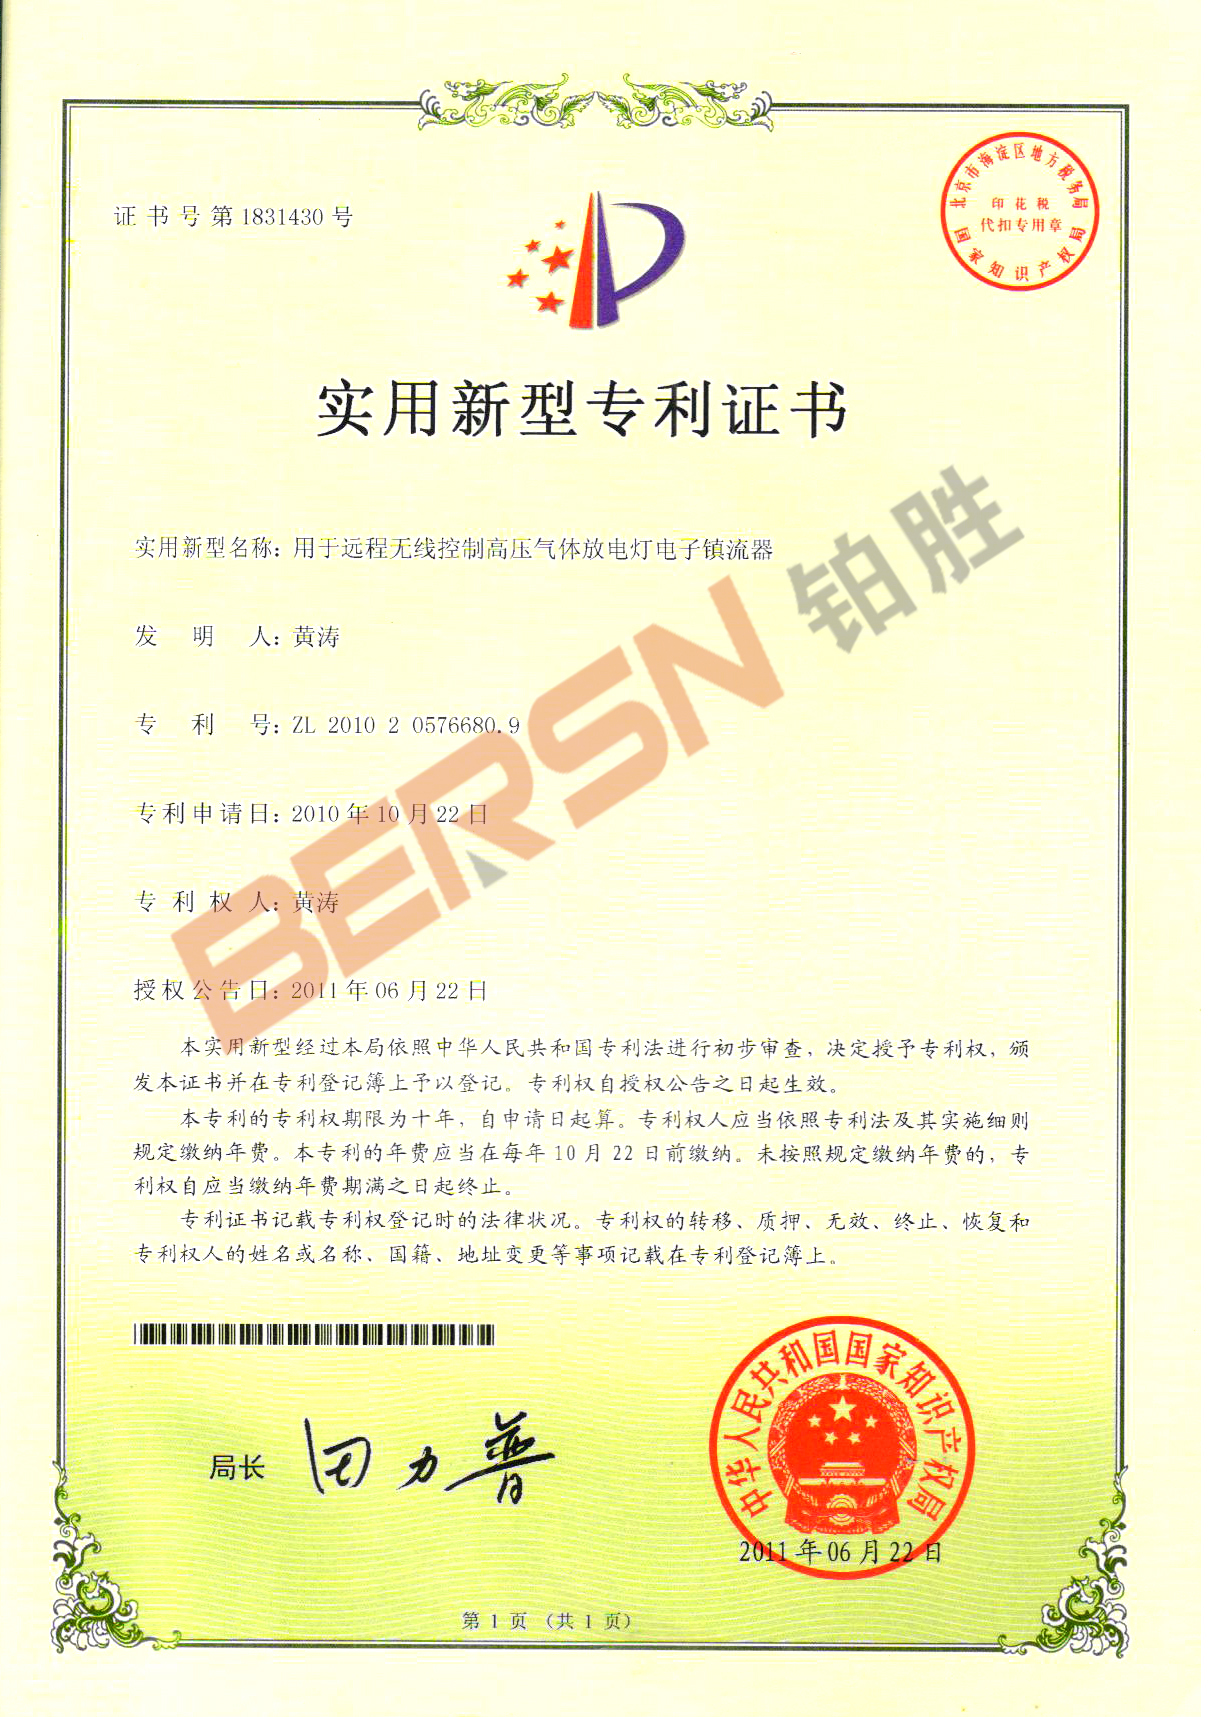 证书号第1831430号
北京市海淀区地方税务局
印花税
代扣专用章
国家知识产权局
实用新型专利证书
铂胜
BERSN
实用新型名称：用于远程无线控制高压气体放电灯电子镇流器
发明人：黄涛
专利号：ZL 2010 2 0576680.9
专利申请日：2010年10月22日
专利权人：黄涛
授权公告日：2011年06月22日
本实用新型经过本局依照中华人民共和国专利法进行初步审查，决定授予专利权，颁
发本证书并在专利登记簿上予以登记。专利权自授权公告之日起生效。
本专利的专利权期限为十年，自申请日起算。专利权人应当依照专利法及其实施细则
规定缴纳年费。本专利的年费应当在每年10月22日前缴纳。未按照规定缴纳年费的，专
利权自应当缴纳年费期满之日起终止。
专利证书记载专利权登记时的法律状况。专利权的转移、质押、无效、终止、恢复和
专利权人的姓名或名称、国籍、地址变更等事项记载在专利登记簿上。
局长 田力普
中华人民共和国国家知识产权局
2011年06月22日
第1页（共1页）